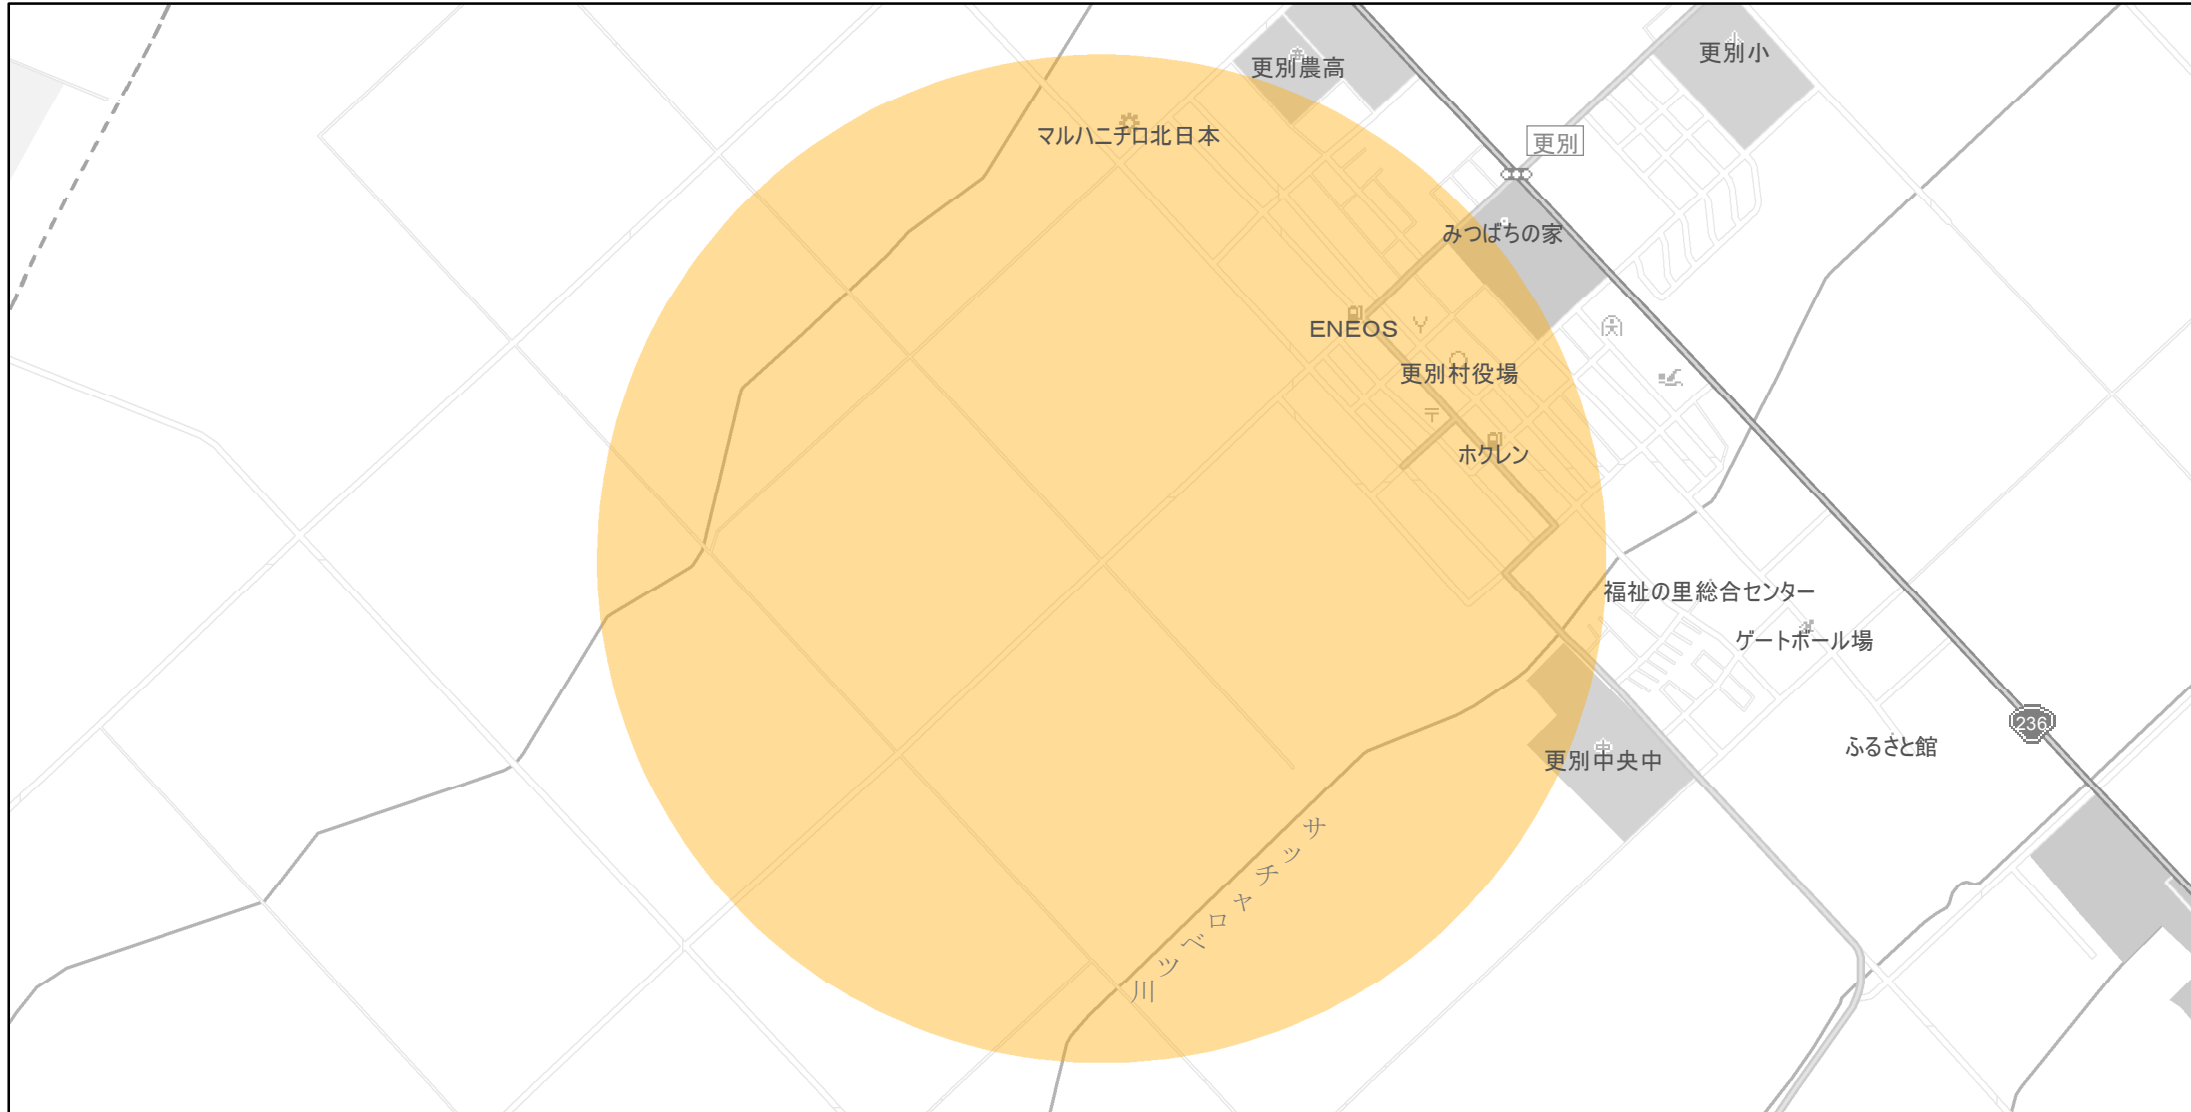 更別小
更別農高
マルハニチロ北日本
更別
みつばちの家
ENEOS
更別村役場
ホクレン
福祉の里総合センター
ゲートボール場
236
ふるさと館
中
更別中央中
サッチャロベツ川